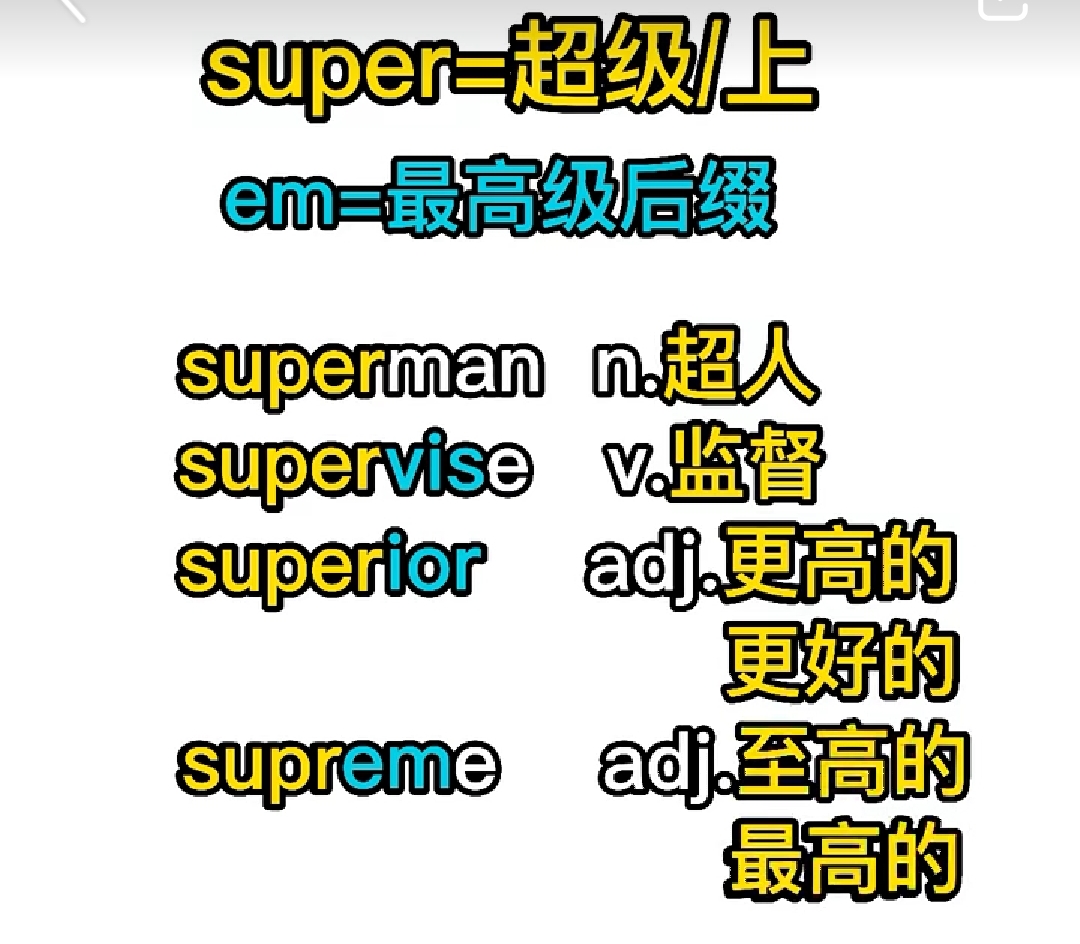 super=超级/上
em=最高级后缀
superman n.超人
supervise v.监督
superior adj.更高的
更好的
supreme adj.至高的
最高的